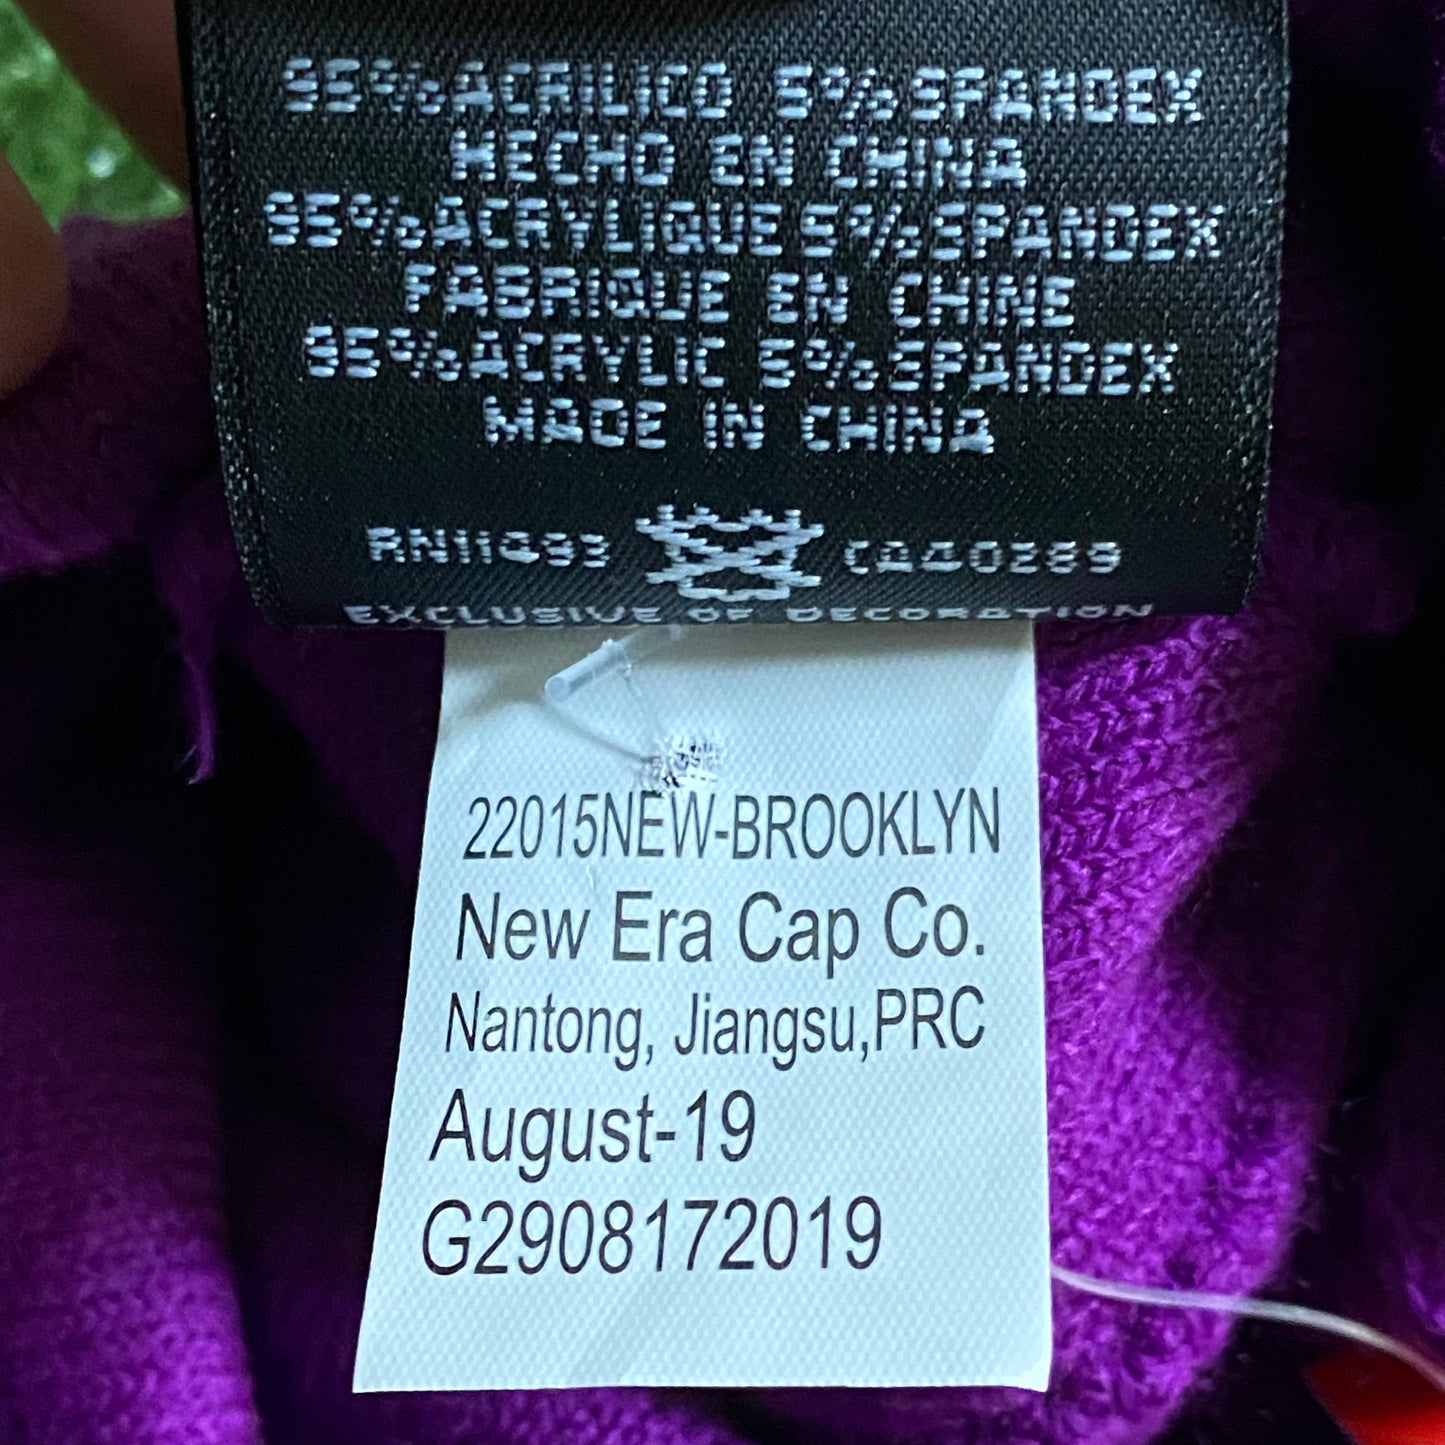 95% ACRILICO 5% SPANDEX
HECHO EN CHINA
95% ACRYLIQUE 5% SPANDEX
FABRIQUE EN CHINE
95% ACRYLIC 5% SPANDEX
MADE IN CHINA
RN11493 CA40289
EXCLUSIVE OF DECORATION
22015NEW-BROOKLYN
New Era Cap Co.
Nantong, Jiangsu,PRC
August-19
G2908172019